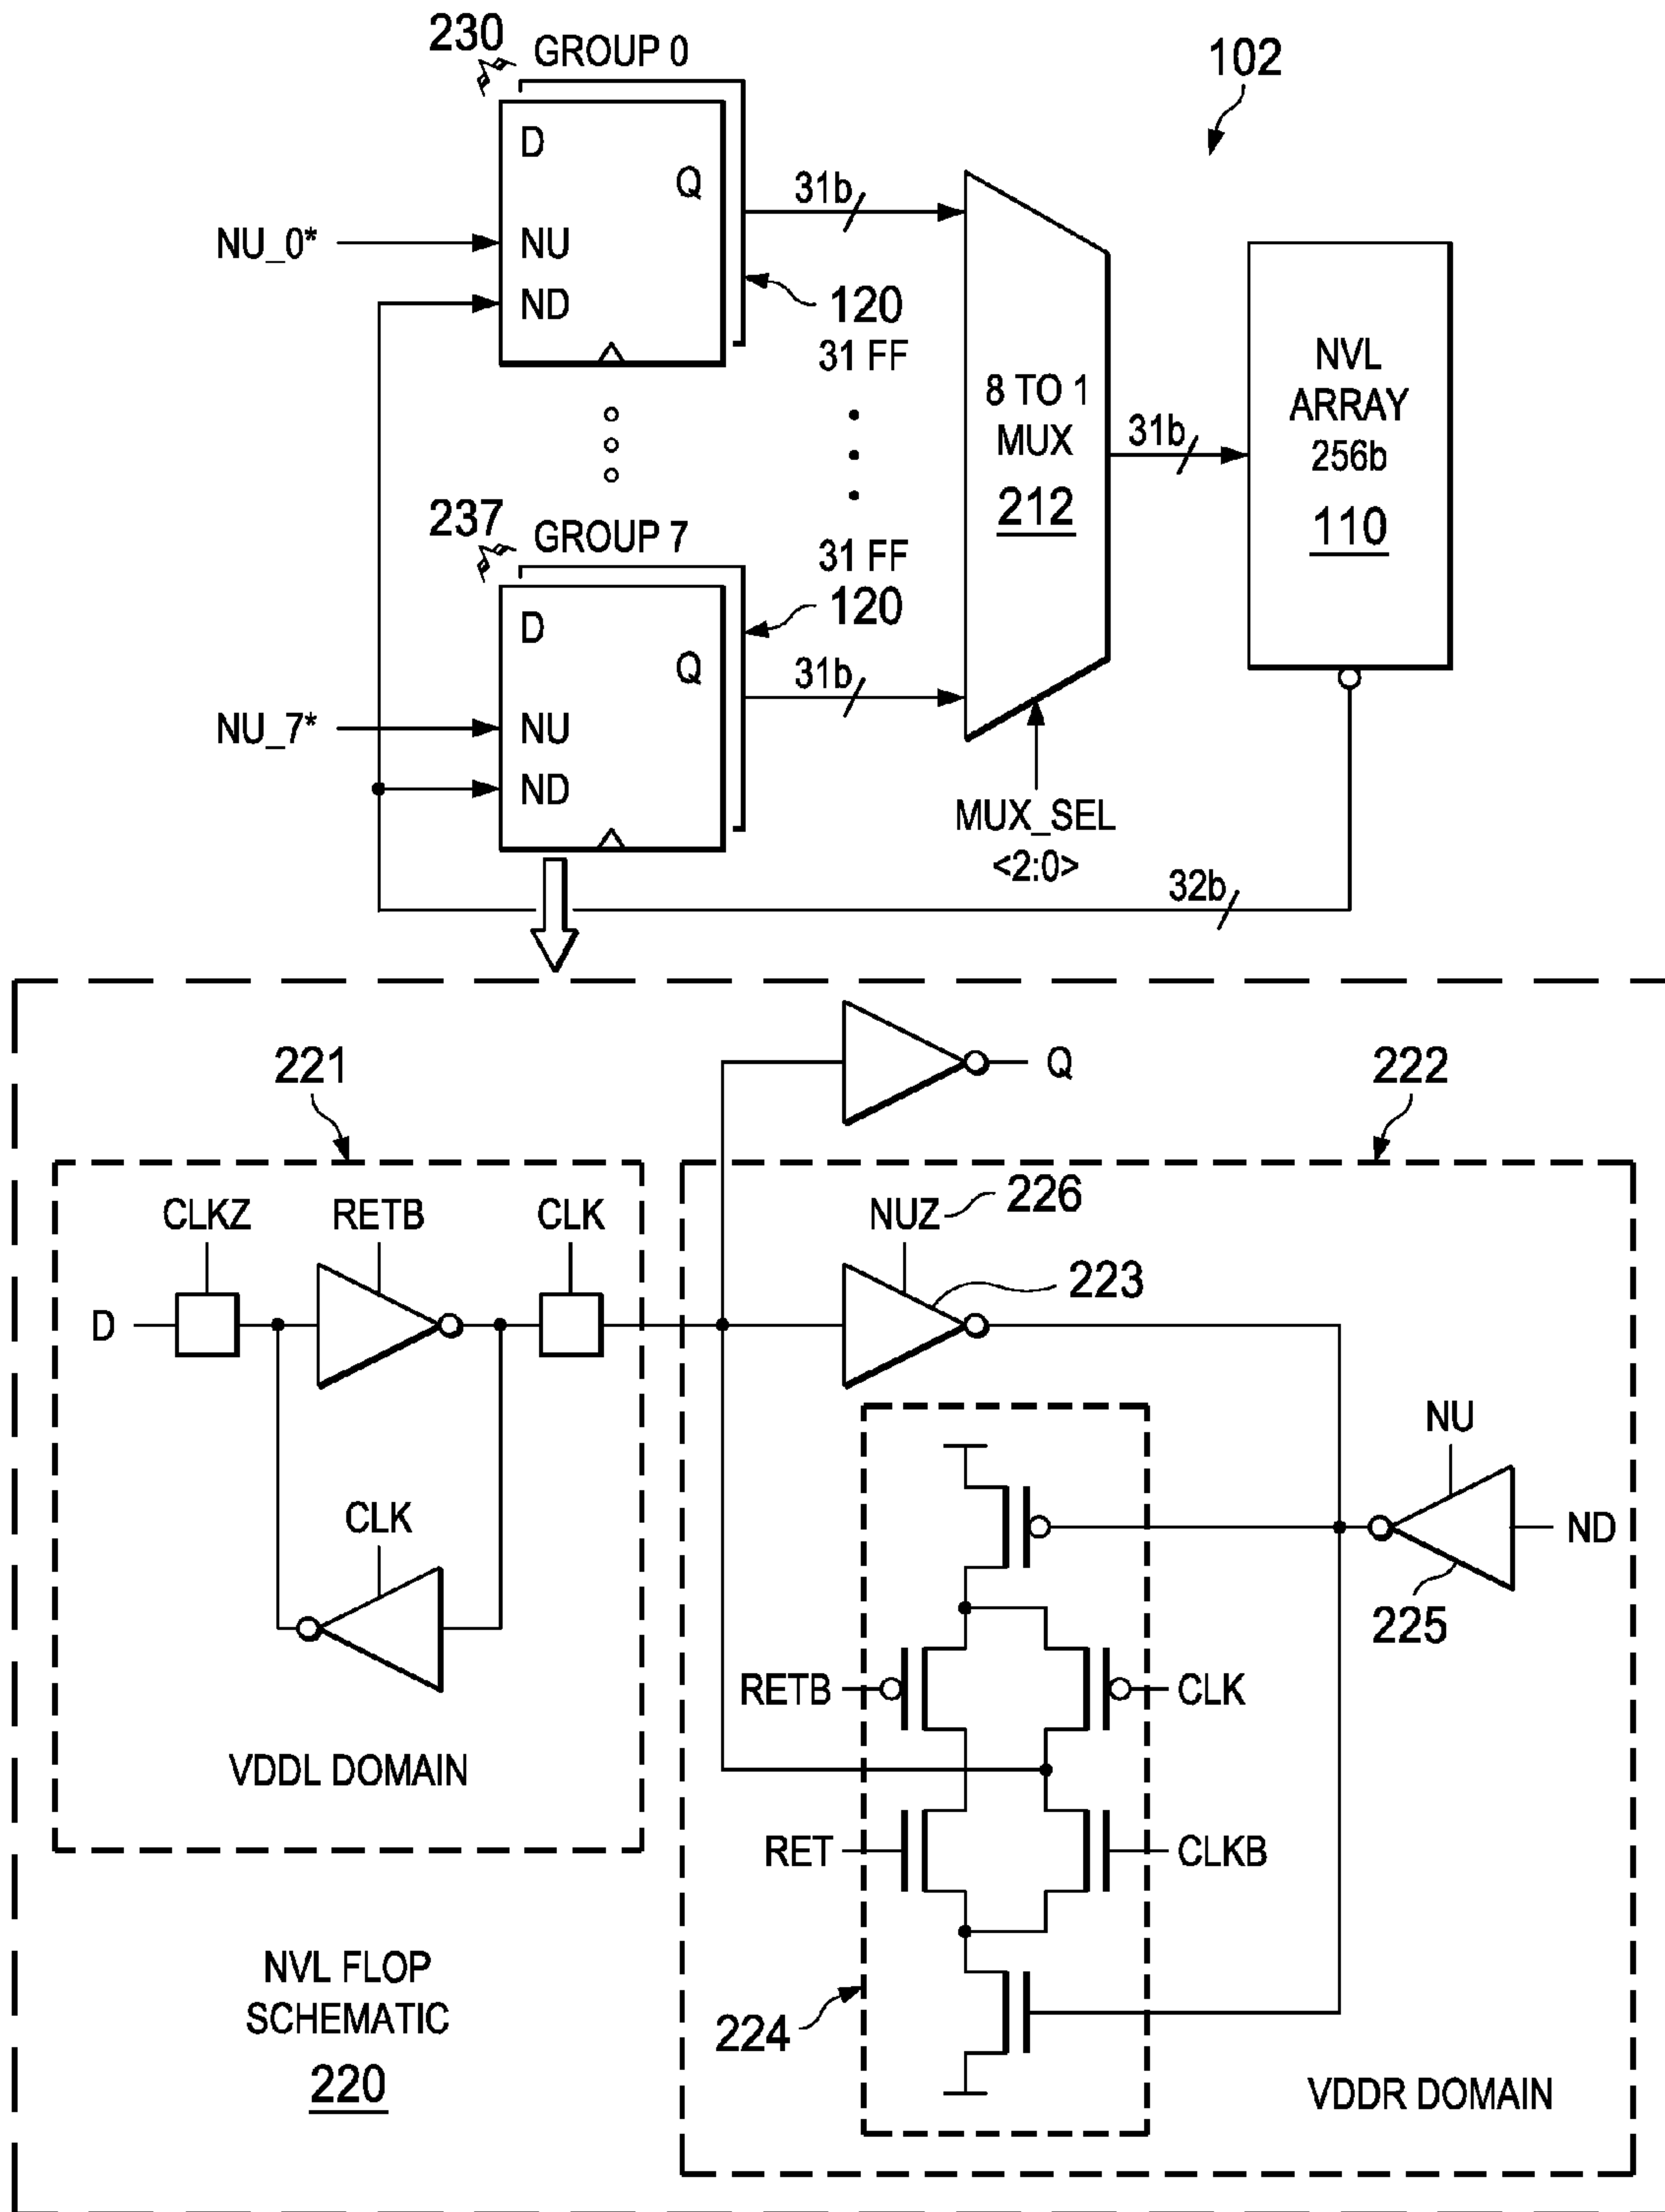 230
GROUP 0
102
D
Q
31b
NU_0*
NU
ND
120
31 FF
8 TO 1
MUX
212
31b
NVL
ARRAY
256b
110
237
GROUP 7
31 FF
120
D
Q
31b
NU_7*
NU
ND
MUX_SEL
<2:0>
32b
221
Q
222
CLKZ
RETB
CLK
NUZ
226
223
D
NU
CLK
ND
225
RETB
CLK
VDDL DOMAIN
RET
CLKB
NVL FLOP
SCHEMATIC
220
224
VDDR DOMAIN